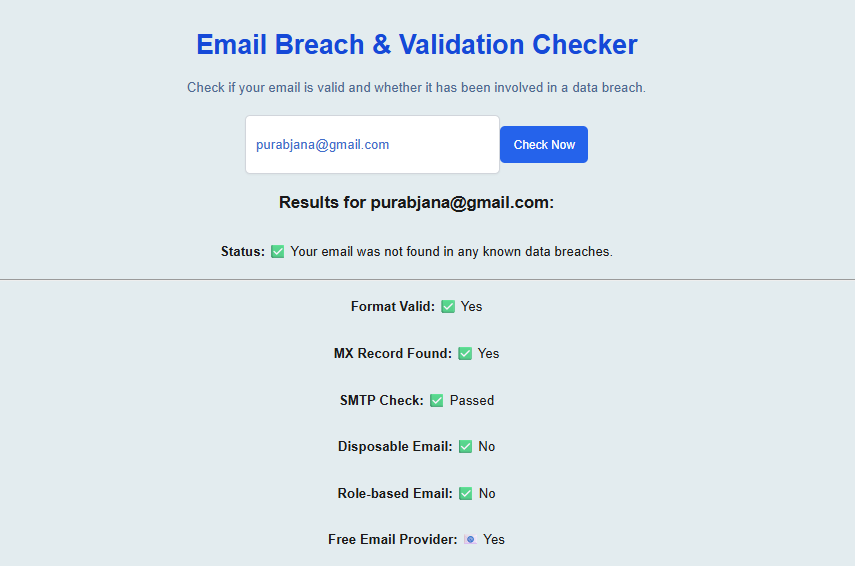 Email Breach & Validation Checker
Check if your email is valid and whether it has been involved in a data breach.
purabjana@gmail.com
Check Now
Results for purabjana@gmail.com:
Status: ✅ Your email was not found in any known data breaches.
Format Valid: ✅ Yes
MX Record Found: ✅ Yes
SMTP Check: ✅ Passed
Disposable Email: ✅ No
Role-based Email: ✅ No
Free Email Provider: 📧 Yes